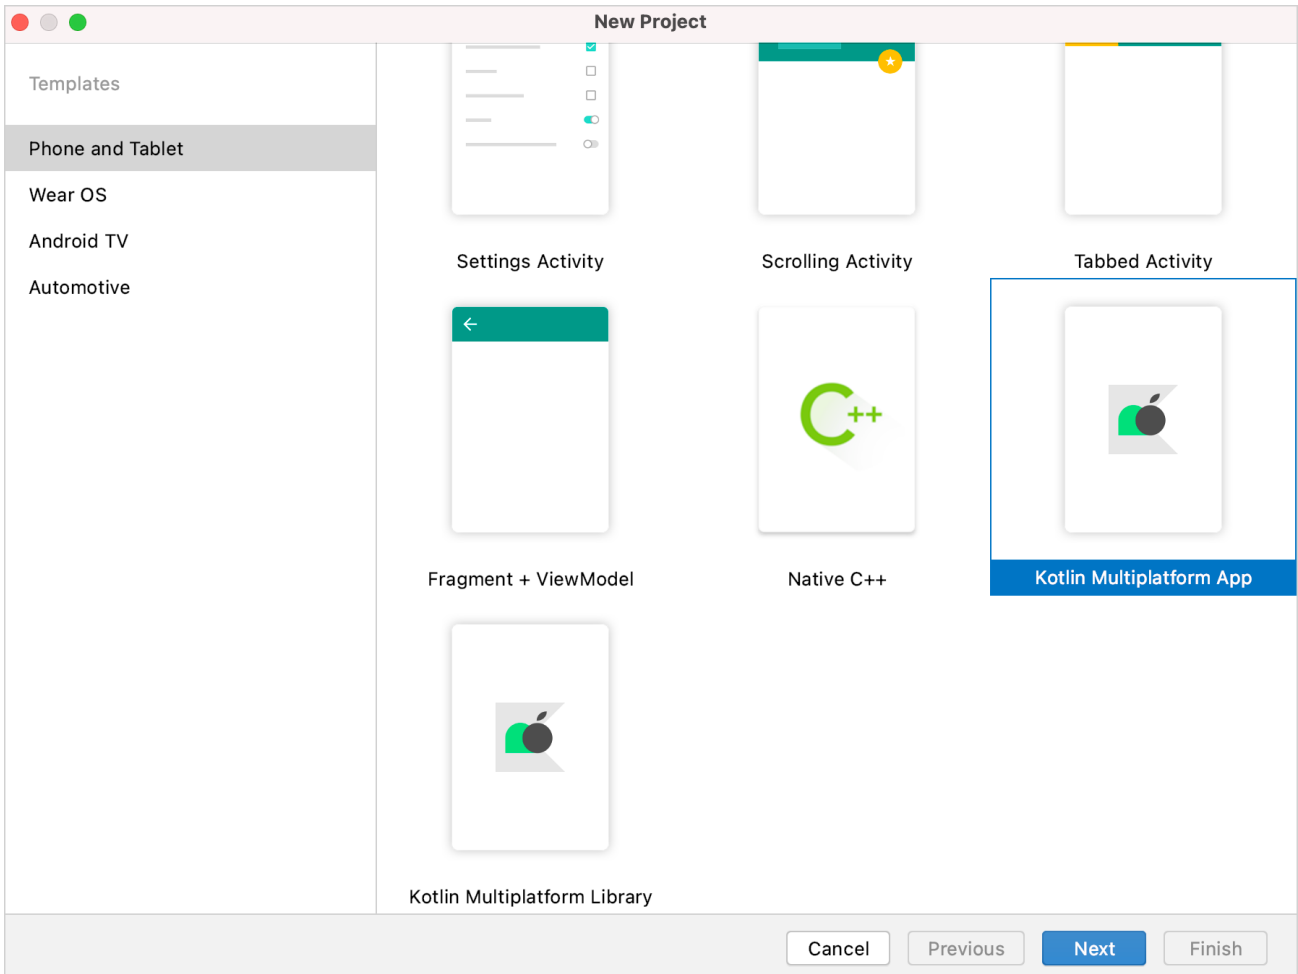 New Project
Templates
Phone and Tablet
Wear OS
Android TV
Automotive
Settings Activity
Scrolling Activity
Tabbed Activity
C++
Fragment + ViewModel
Native C++
Kotlin Multiplatform App
Kotlin Multiplatform Library
Cancel
Previous
Next
Finish